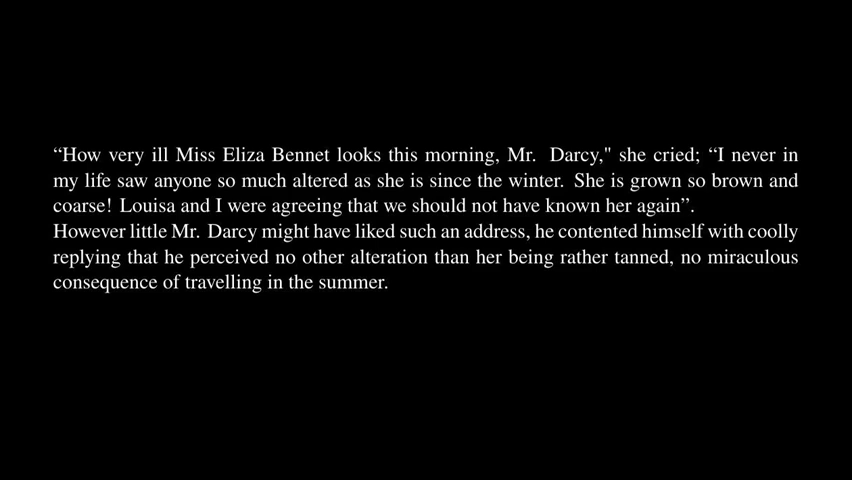 “How very ill Miss Eliza Bennet looks this morning, Mr. Darcy," she cried; “I never in
my life saw anyone so much altered as she is since the winter. She is grown so brown and
coarse! Louisa and I were agreeing that we should not have known her again”.
However little Mr. Darcy might have liked such an address, he contented himself with coolly
replying that he perceived no other alteration than her being rather tanned, no miraculous
consequence of travelling in the summer.